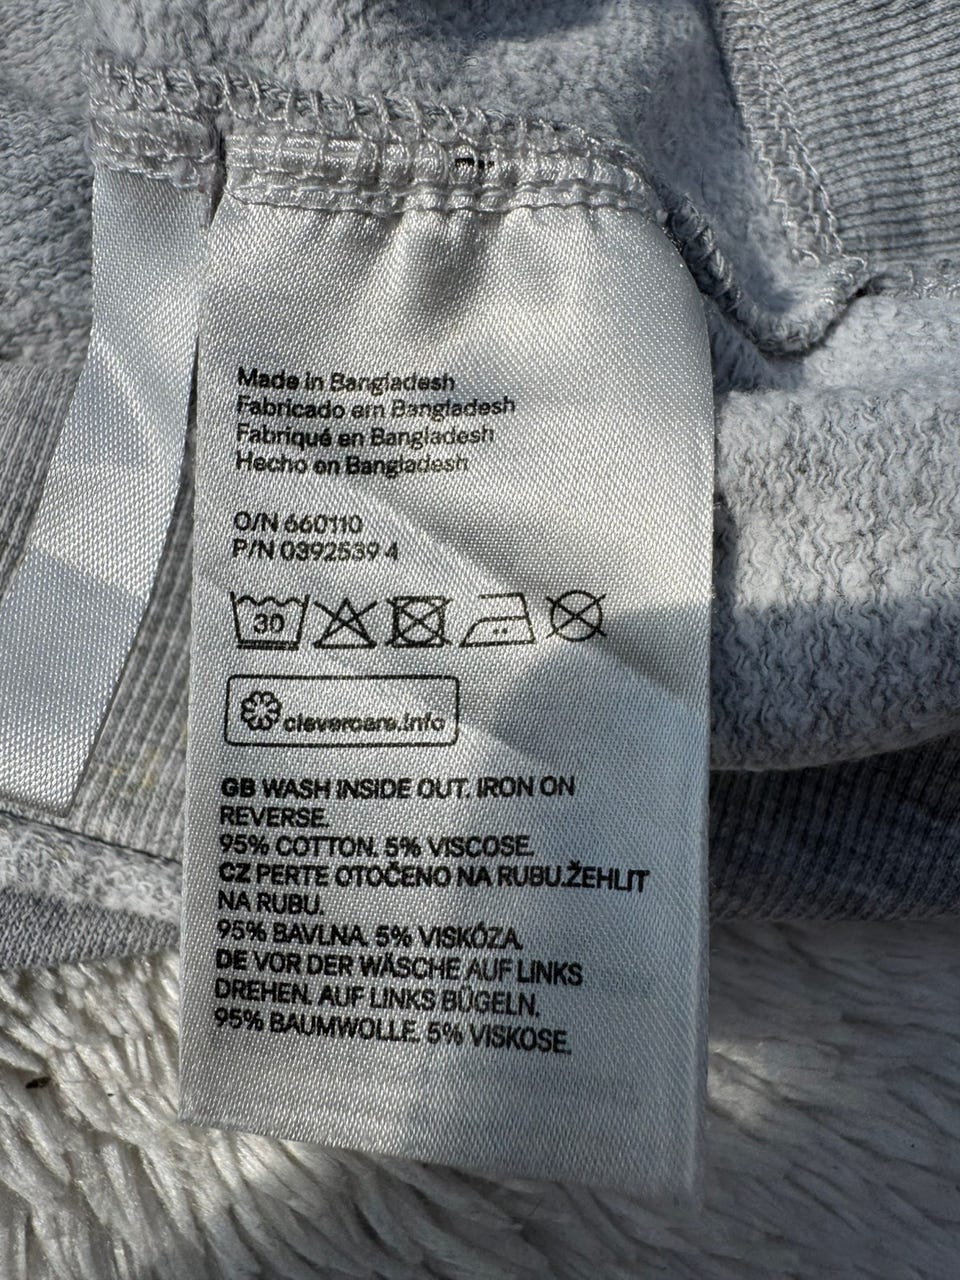 Made in Bangladesh
Fabricado em Bangladesh
Fabriqué en Bangladesh
Hecho en Bangladesh
O/N 660110
P/N 03925394
30
clevercare.info
GB WASH INSIDE OUT. IRON ON
REVERSE.
95% COTTON. 5% VISCOSE.
CZ PERTE OTOČENO NA RUBU.ŽEHLIT
NA RUBU.
95% BAVLNA. 5% VISKÓZA.
DE VOR DER WÄSCHE AUF LINKS
DREHEN. AUF LINKS BÜGELN.
95% BAUMWOLLE. 5% VISKOSE.